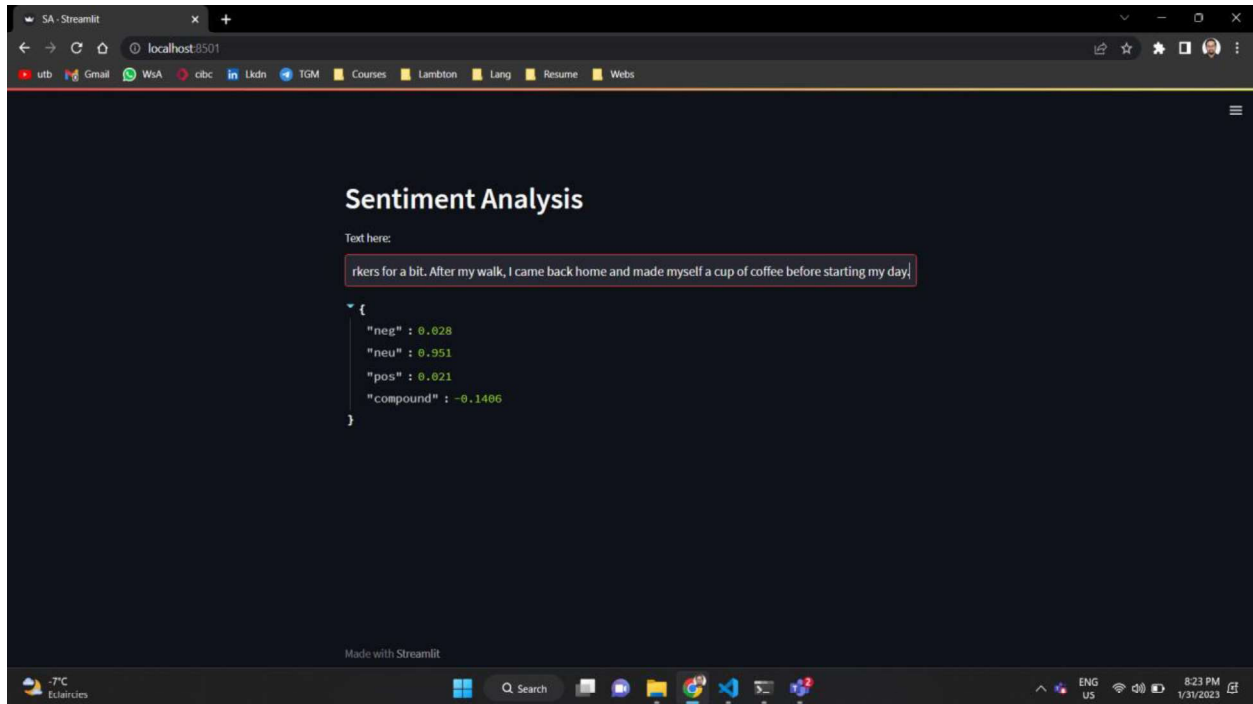 SA · Streamlit
localhost:8501
utb Gmail WsA cibc in Lkdn TGM Courses Lambton Lang Resume Webs
Sentiment Analysis
Text here:
rkers for a bit. After my walk, I came back home and made myself a cup of coffee before starting my day.
{
"neg" : 0.028
"neu" : 0.951
"pos" : 0.021
"compound" : -0.1406
}
Made with Streamlit
-7°C
Eclaircies
Search
2
ENG
US
8:23 PM
1/31/2023